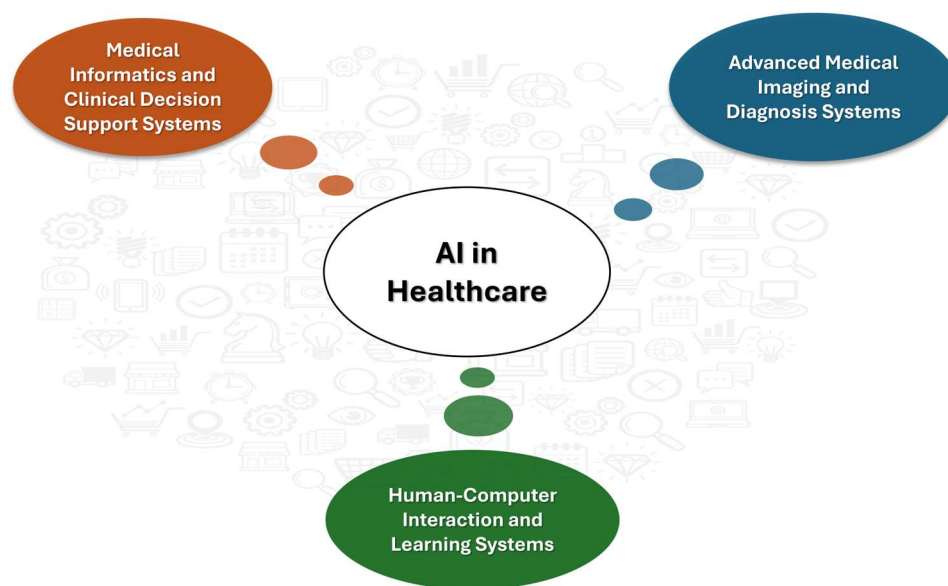 Medical
Informatics and
Clinical Decision
Support Systems
Advanced Medical
Imaging and
Diagnosis Systems
AI in
Healthcare
Human-Computer
Interaction and
Learning Systems